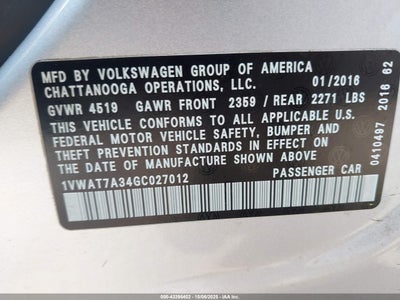 MFD BY VOLKSWAGEN GROUP OF AMERICA
CHATTANOOGA OPERATIONS, LLC. 01/2016
GVWR 4519 GAWR FRONT 2359 / REAR 2271 LBS
THIS VEHICLE CONFORMS TO ALL APPLICABLE U.S.
FEDERAL MOTOR VEHICLE SAFETY, BUMPER AND
THEFT PREVENTION STANDARDS IN EFFECT ON
THE DATE OF MANUFACTURE SHOWN ABOVE.
1VWAT7A34GC027012 PASSENGER CAR
0410497 2016 62